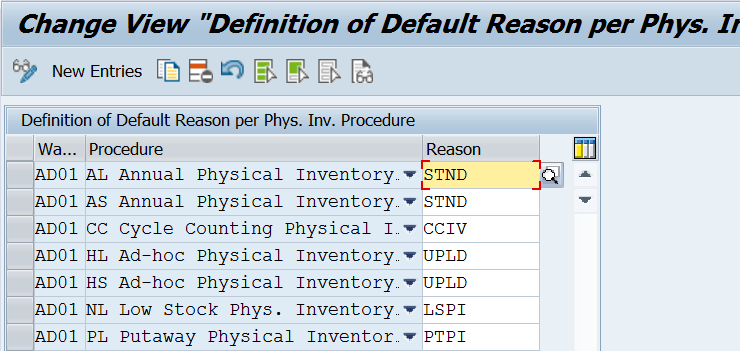 Change View "Definition of Default Reason per Phys. In
New Entries
Definition of Default Reason per Phys. Inv. Procedure
Wa... Procedure Reason
AD01 AL Annual Physical Inventory… STND
AD01 AS Annual Physical Inventory… STND
AD01 CC Cycle Counting Physical I… CCIV
AD01 HL Ad-hoc Physical Inventory… UPLD
AD01 HS Ad-hoc Physical Inventory… UPLD
AD01 NL Low Stock Phys. Inventory… LSPI
AD01 PL Putaway Physical Inventor… PTPI